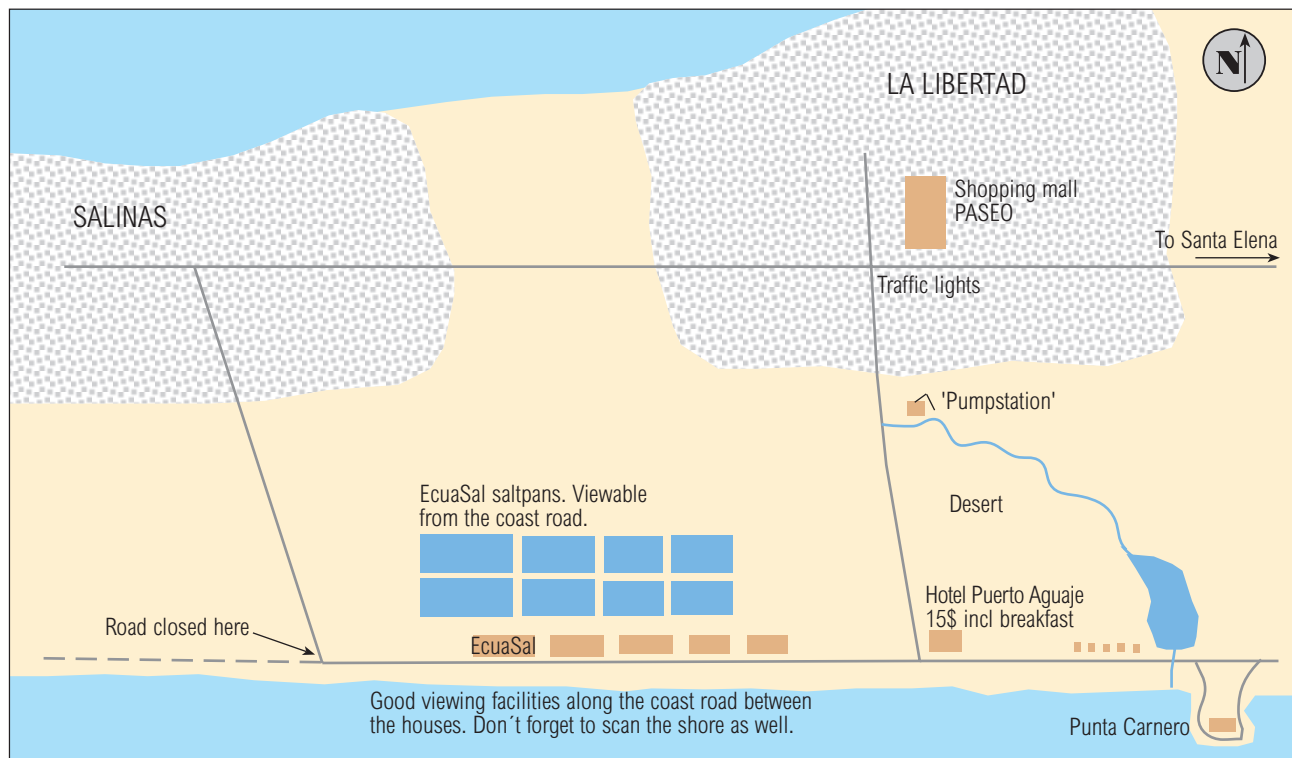 N
LA LIBERTAD
Shopping mall
PASEO
SALINAS
To Santa Elena
Traffic lights
'Pumpstation'
EcuaSal saltpans. Viewable
from the coast road.
Desert
Hotel Puerto Aguaje
15$ incl breakfast
Road closed here
EcuaSal
Good viewing facilities along the coast road between
the houses. Don´t forget to scan the shore as well.
Punta Carnero